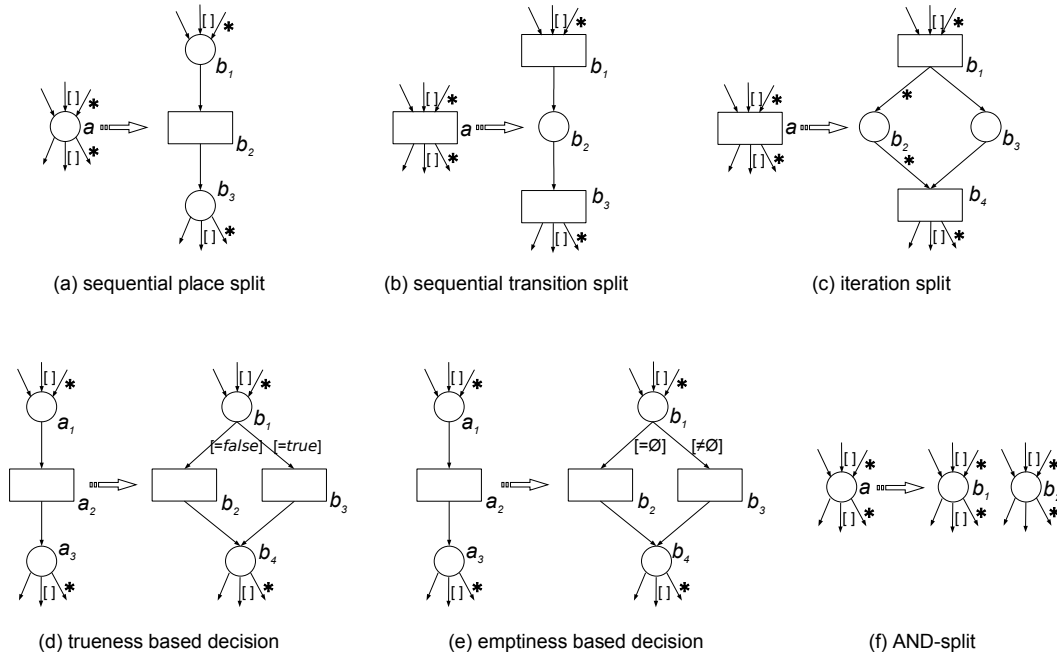 [ ] *
b1
[ ] *
a
[ ] *
b2
b3
[ ] *
(a) sequential place split
[ ] *
b1
[ ] *
a
[ ] *
b2
b3
[ ] *
(b) sequential transition split
[ ] *
b1
[ ] *
a
[ ] *
*
b2
b3
*
b4
[ ] *
(c) iteration split
[ ] *
a1
a2
a3
[ ] *
[ ] *
b1
[=false] [=true]
b2
b3
b4
[ ] *
(d) trueness based decision
[ ] *
a1
a2
a3
[ ] *
[ ] *
b1
[=Ø] [≠Ø]
b2
b3
b4
[ ] *
(e) emptiness based decision
[ ] *
a
[ ] *
[ ] *
b1
[ ] *
[ ] *
b
[ ] *
(f) AND-split